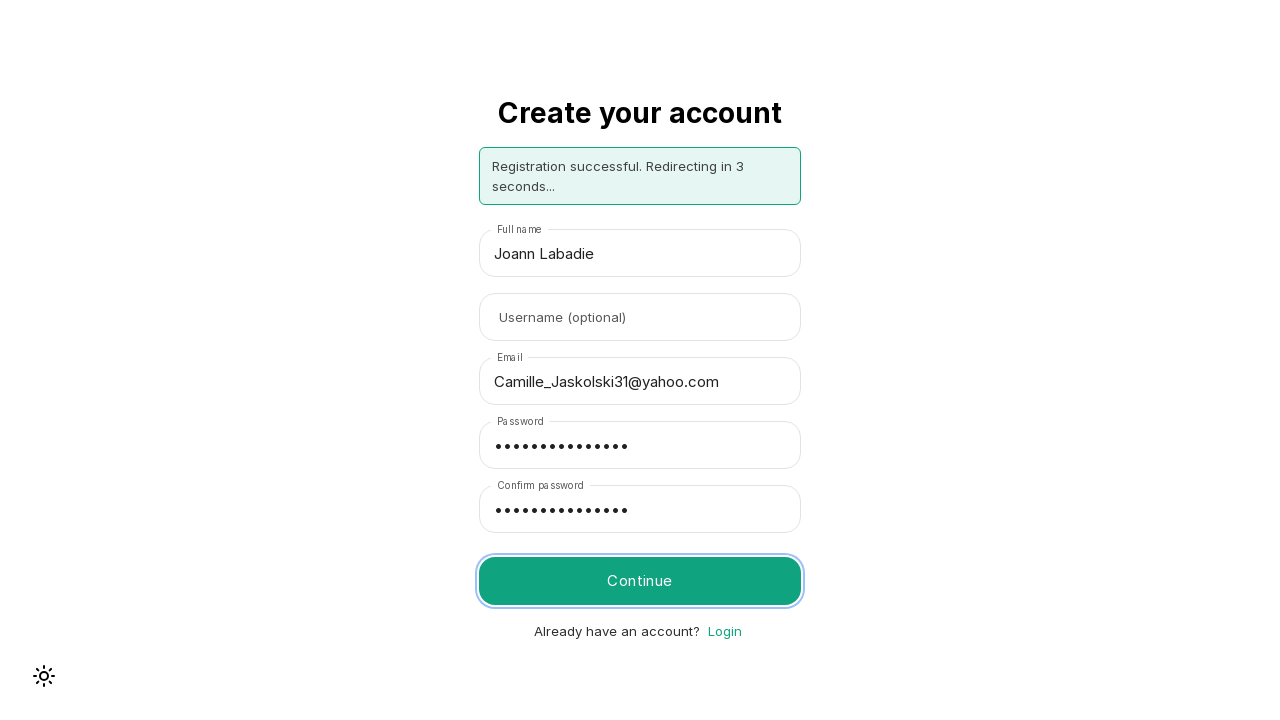 Create your account
Registration successful. Redirecting in 3
seconds...
Full name
Joann Labadie
Username (optional)
Email
Camille_Jaskolski31@yahoo.com
Password
•••••••••••••••
Confirm password
•••••••••••••••
Continue
Already have an account? Login